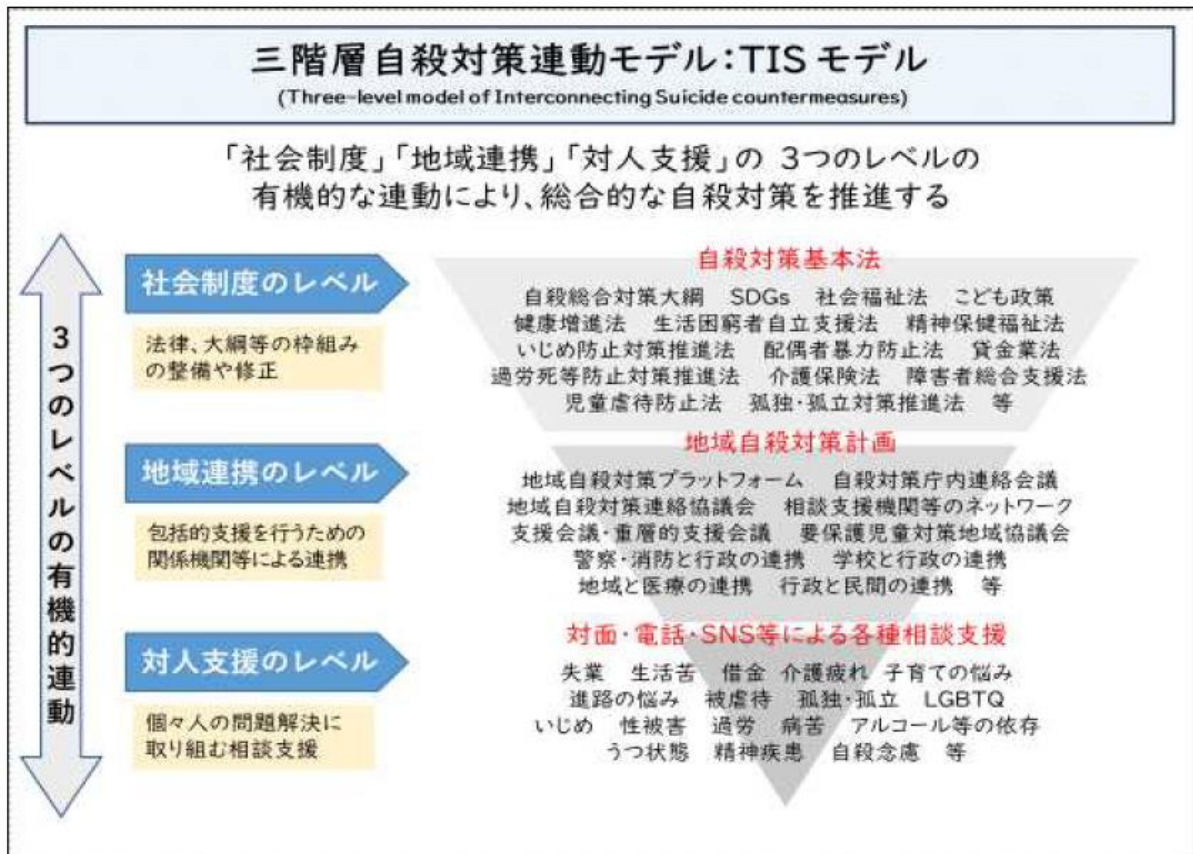 三階層自殺対策連動モデル:TISモデル
(Three-level model of Interconnecting Suicide countermeasures)
「社会制度」「地域連携」「対人支援」の 3つのレベルの
有機的な連動により、総合的な自殺対策を推進する
3つのレベルの有機的連動
社会制度のレベル
法律、大綱等の枠組み
の整備や修正
自殺対策基本法
自殺総合対策大綱 SDGs 社会福祉法 こども政策
健康増進法 生活困窮者自立支援法 精神保健福祉法
いじめ防止対策推進法 配偶者暴力防止法 貸金業法
過労死等防止対策推進法 介護保険法 障害者総合支援法
児童虐待防止法 孤独・孤立対策推進法 等
地域連携のレベル
包括的支援を行うための
関係機関等による連携
地域自殺対策計画
地域自殺対策プラットフォーム 自殺対策庁内連絡会議
地域自殺対策連絡協議会 相談支援機関等のネットワーク
支援会議・重層的支援会議 要保護児童対策地域協議会
警察・消防と行政の連携 学校と行政の連携
地域と医療の連携 行政と民間の連携 等
対人支援のレベル
個々人の問題解決に
取り組む相談支援
対面・電話・SNS等による各種相談支援
失業 生活苦 借金 介護疲れ 子育ての悩み
進路の悩み 被虐待 孤独・孤立 LGBTQ
いじめ 性被害 過労 病苦 アルコール等の依存
うつ状態 精神疾患 自殺念慮 等